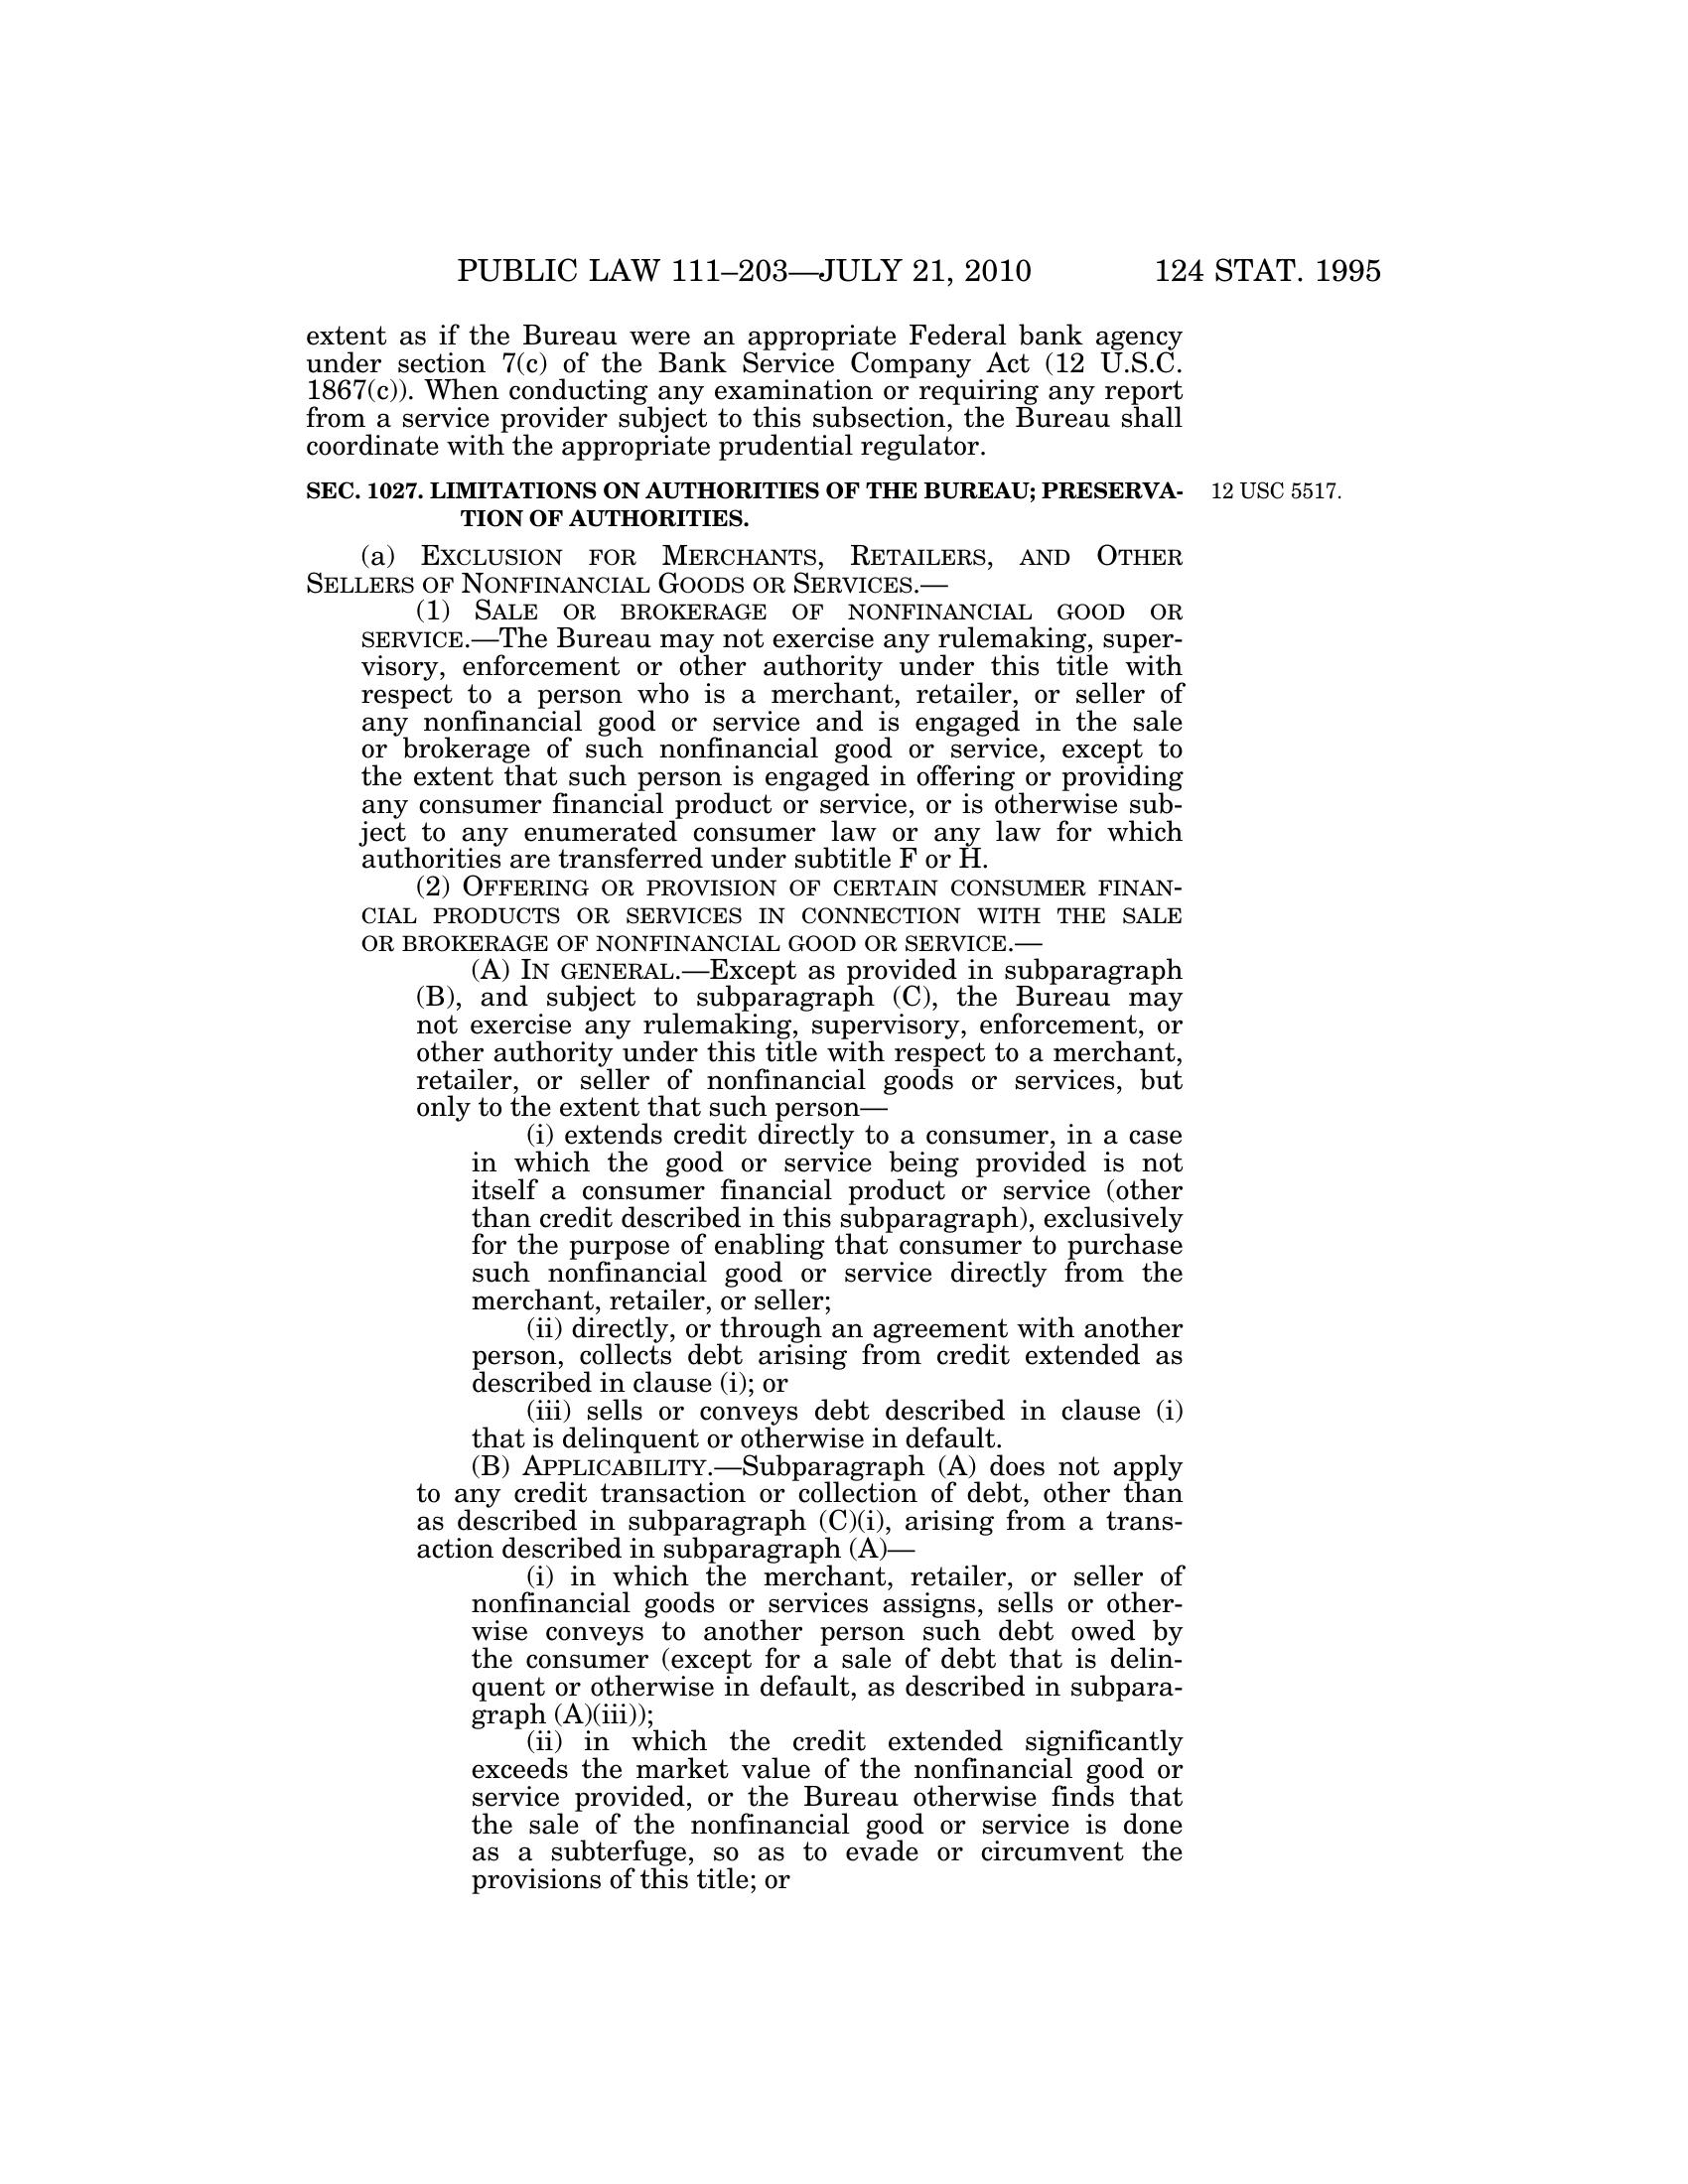 PUBLIC LAW 111–203—JULY 21, 2010 124 STAT. 1995
extent as if the Bureau were an appropriate Federal bank agency
under section 7(c) of the Bank Service Company Act (12 U.S.C.
1867(c)). When conducting any examination or requiring any report
from a service provider subject to this subsection, the Bureau shall
coordinate with the appropriate prudential regulator.
SEC. 1027. LIMITATIONS ON AUTHORITIES OF THE BUREAU; PRESERVA- 12 USC 5517.
TION OF AUTHORITIES.
(a) EXCLUSION FOR MERCHANTS, RETAILERS, AND OTHER
SELLERS OF NONFINANCIAL GOODS OR SERVICES.—
(1) SALE OR BROKERAGE OF NONFINANCIAL GOOD OR
SERVICE.—The Bureau may not exercise any rulemaking, super-
visory, enforcement or other authority under this title with
respect to a person who is a merchant, retailer, or seller of
any nonfinancial good or service and is engaged in the sale
or brokerage of such nonfinancial good or service, except to
the extent that such person is engaged in offering or providing
any consumer financial product or service, or is otherwise sub-
ject to any enumerated consumer law or any law for which
authorities are transferred under subtitle F or H.
(2) OFFERING OR PROVISION OF CERTAIN CONSUMER FINAN-
CIAL PRODUCTS OR SERVICES IN CONNECTION WITH THE SALE
OR BROKERAGE OF NONFINANCIAL GOOD OR SERVICE.—
(A) IN GENERAL.—Except as provided in subparagraph
(B), and subject to subparagraph (C), the Bureau may
not exercise any rulemaking, supervisory, enforcement, or
other authority under this title with respect to a merchant,
retailer, or seller of nonfinancial goods or services, but
only to the extent that such person—
(i) extends credit directly to a consumer, in a case
in which the good or service being provided is not
itself a consumer financial product or service (other
than credit described in this subparagraph), exclusively
for the purpose of enabling that consumer to purchase
such nonfinancial good or service directly from the
merchant, retailer, or seller;
(ii) directly, or through an agreement with another
person, collects debt arising from credit extended as
described in clause (i); or
(iii) sells or conveys debt described in clause (i)
that is delinquent or otherwise in default.
(B) APPLICABILITY.—Subparagraph (A) does not apply
to any credit transaction or collection of debt, other than
as described in subparagraph (C)(i), arising from a trans-
action described in subparagraph (A)—
(i) in which the merchant, retailer, or seller of
nonfinancial goods or services assigns, sells or other-
wise conveys to another person such debt owed by
the consumer (except for a sale of debt that is delin-
quent or otherwise in default, as described in subpara-
graph (A)(iii));
(ii) in which the credit extended significantly
exceeds the market value of the nonfinancial good or
service provided, or the Bureau otherwise finds that
the sale of the nonfinancial good or service is done
as a subterfuge, so as to evade or circumvent the
provisions of this title; or